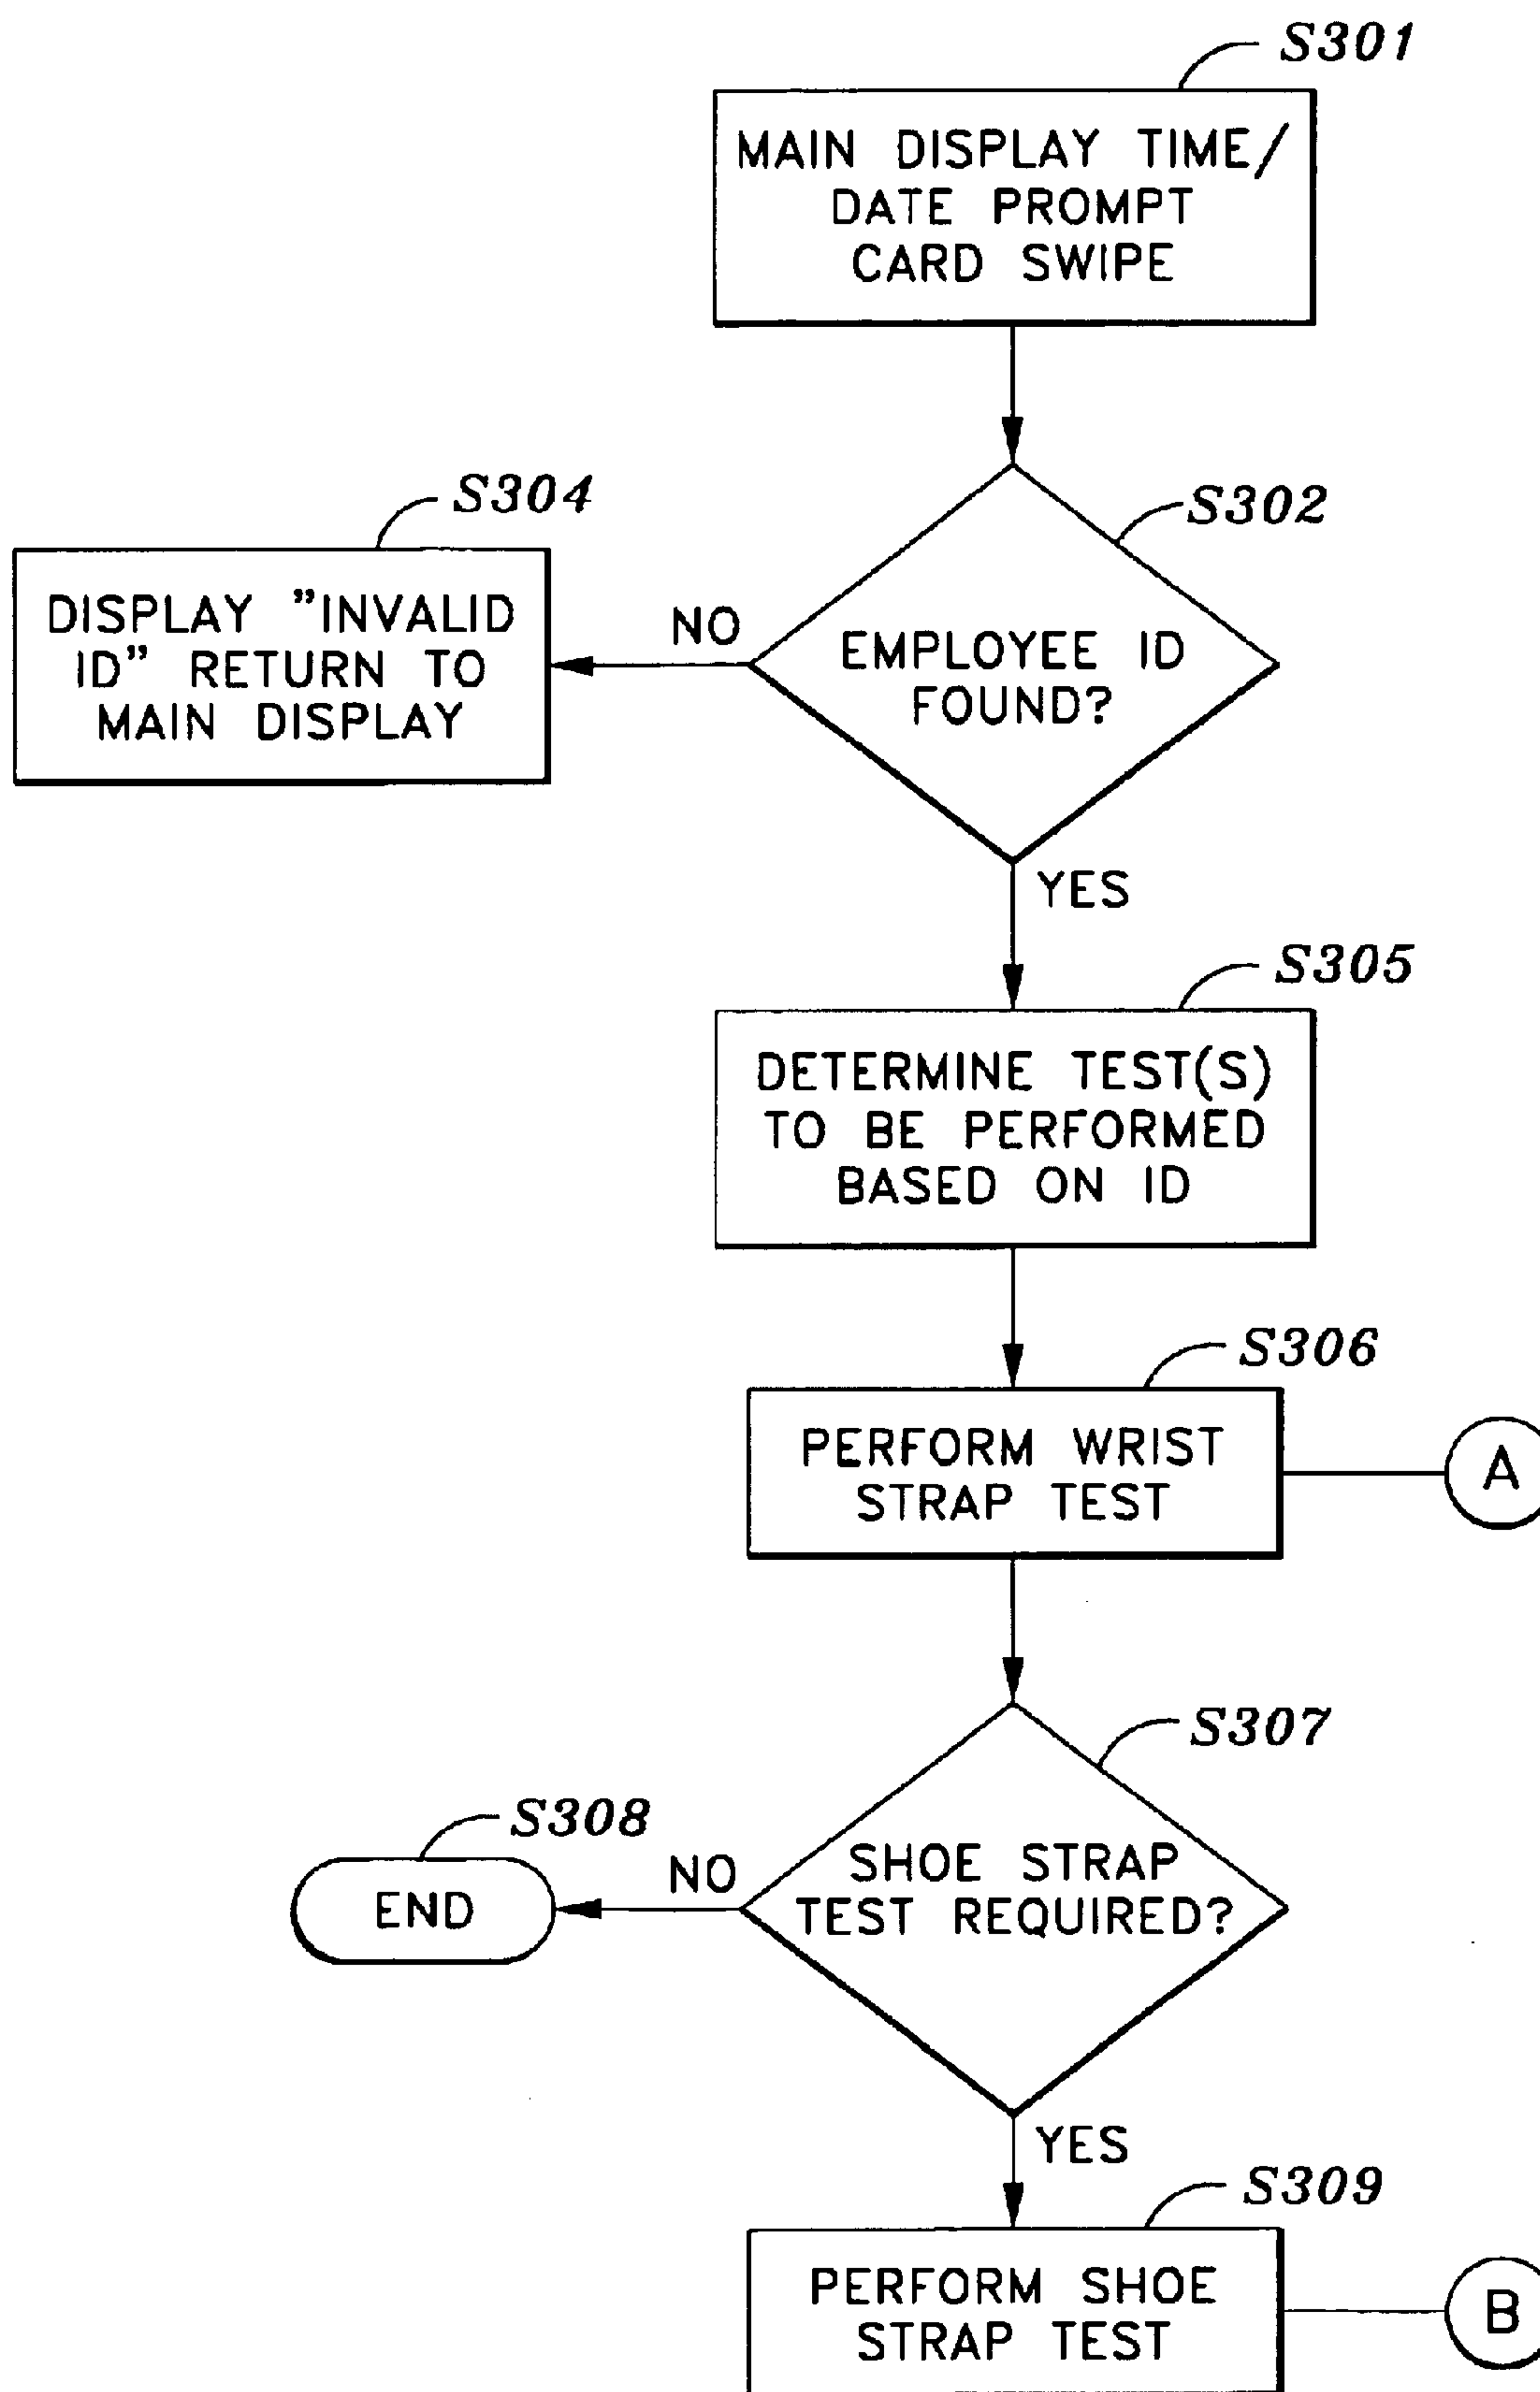 S301
MAIN DISPLAY TIME/
DATE PROMPT
CARD SWIPE
S302
EMPLOYEE ID
FOUND?
NO
S304
DISPLAY "INVALID
ID" RETURN TO
MAIN DISPLAY
YES
S305
DETERMINE TEST(S)
TO BE PERFORMED
BASED ON ID
S306
PERFORM WRIST
STRAP TEST
A
S307
SHOE STRAP
TEST REQUIRED?
NO
S308
END
YES
S309
PERFORM SHOE
STRAP TEST
B